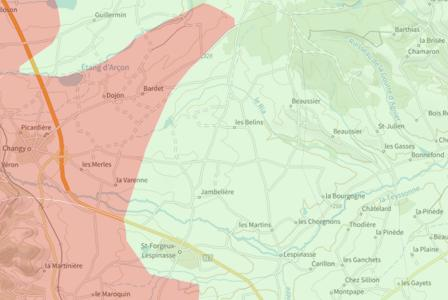 Guillermin
Barthias
la Brisée
Chamaron
Étang d'Arçon
Bardet
Dojon
Beaussier
Picardière
les Belins
Beaussier
St-Julien
Changy
les Gasses
Bonnefond
Véron
les Merles
la Varenne
Jambelière
la Bourgogne
la Teyssonne
Châtelard
la Pinède
les Martins
les Chorgnons
Thodière
la Pinède
St-Forgeux-
Lespinasse
Lespinasse
la Plaine
la Martinière
Carillon
les Ganchets
Chez Sillion
les Gayets
le Maroquin
Montpape